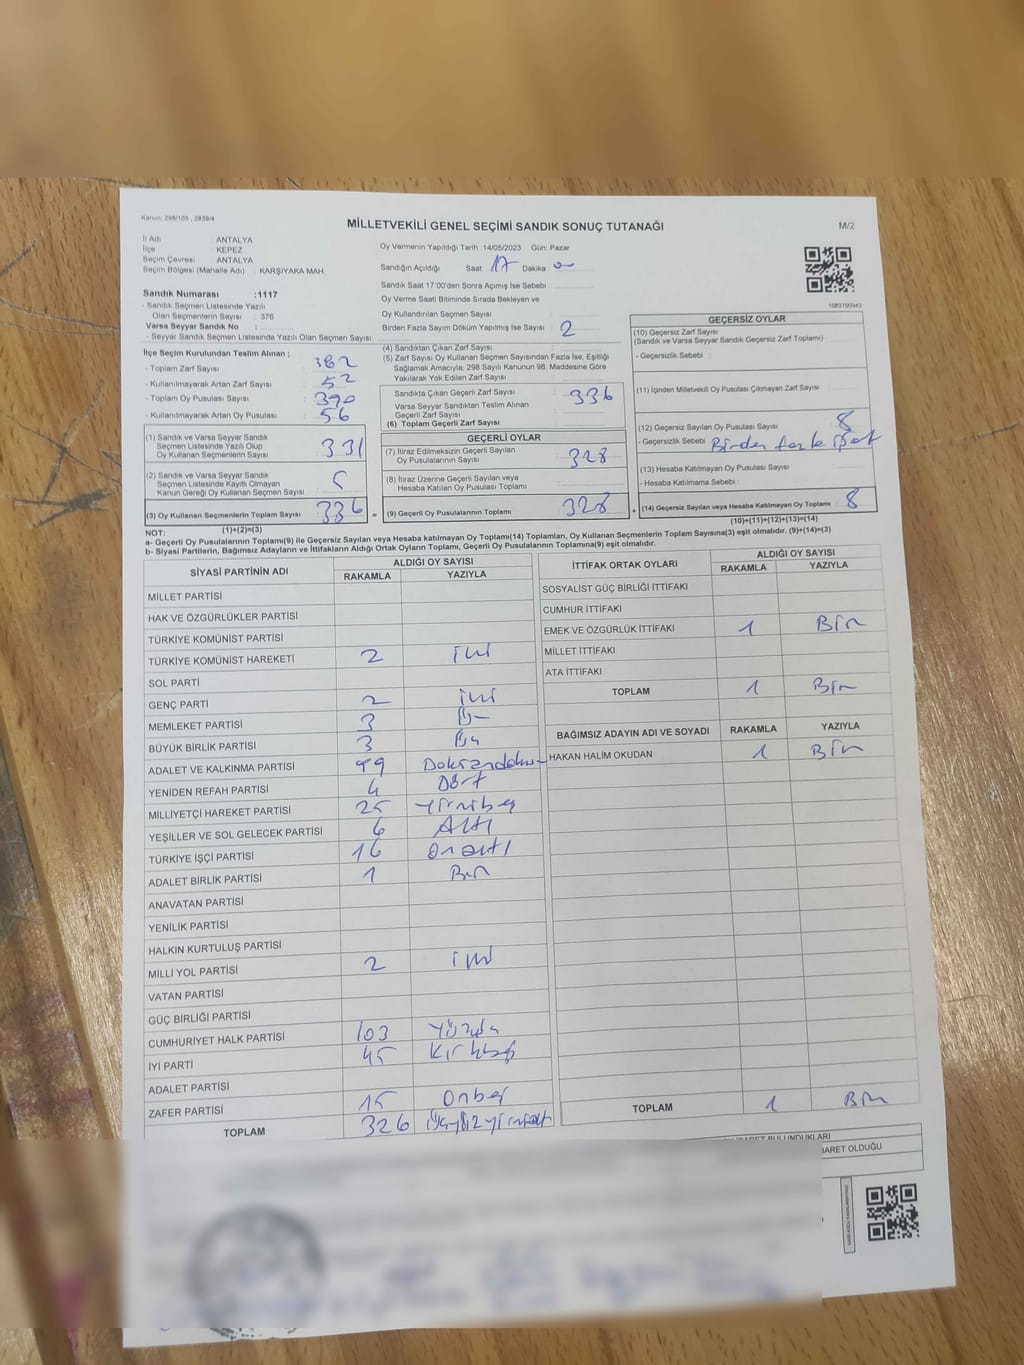 Kanun: 298/105 , 2839/4
MİLLETVEKİLİ GENEL SEÇİMİ SANDIK SONUÇ TUTANAĞI
M/2
İl Adı : ANTALYA
İlçe : KEPEZ
Seçim Çevresi : ANTALYA
Seçim Bölgesi (Mahalle Adı) : KARŞIYAKA MAH.
Oy Vermenin Yapıldığı Tarih 14/05/2023 Gün: Pazar
Sandığın Açıldığı Saat: 17 Dakika
Sandık Saat 17:00'den Sonra Açılmış İse Sebebi
Oy Verme Saati Bitiminde Sırada Bekleyen ve
Oy Kullandırılan Seçmen Sayısı
Birden Fazla Sayım Döküm Yapılmış İse Sayısı 2
1083700943
Sandık Numarası :1117
- Sandık Seçmen Listesinde Yazılı
Olan Seçmenlerin Sayısı : 376
Varsa Seyyar Sandık No :
- Seyyar Sandık Seçmen Listesinde Yazılı Olan Seçmen Sayısı :
İlçe Seçim Kurulundan Teslim Alınan ;
- Toplam Zarf Sayısı : 382
- Kullanılmayarak Artan Zarf Sayısı : 52
- Toplam Oy Pusulası Sayısı : 390
- Kullanılmayarak Artan Oy Pusulası : 56
(1) Sandık ve Varsa Seyyar Sandık
Seçmen Listesinde Yazılı Olup
Oy Kullanan Seçmenlerin Sayısı 331
(2) Sandık ve Varsa Seyyar Sandık
Seçmen Listesinde Kayıtlı Olmayan
Kanun Gereği Oy Kullanan Seçmen Sayısı 5
(3) Oy Kullanan Seçmenlerin Toplam Sayısı 336 =
(1)+(2)=(3)
(4) Sandıktan Çıkan Zarf Sayısı
(5) Zarf Sayısı Oy Kullanan Seçmen Sayısından Fazla İse, Eşitliği
Sağlamak Amacıyla; 298 Sayılı Kanunun 98. Maddesine Göre
Yakılarak Yok Edilen Zarf Sayısı
Sandıkta Çıkan Geçerli Zarf Sayısı 336
Varsa Seyyar Sandıktan Teslim Alınan
Geçerli Zarf Sayısı
(6) Toplam Geçerli Zarf Sayısı
GEÇERLİ OYLAR
(7) İtiraz Edilmeksizin Geçerli Sayılan
Oy Pusulalarının Sayısı 328
(8) İtiraz Üzerine Geçerli Sayılan veya
Hesaba Katılan Oy Pusulası Toplamı
(9) Geçerli Oy Pusulalarının Toplamı 328 +
GEÇERSİZ OYLAR
(10) Geçersiz Zarf Sayısı
(Sandık ve Varsa Seyyar Sandık Geçersiz Zarf Toplamı) :
- Geçersizlik Sebebi :
(11) İçinden Milletvekili Oy Pusulası Çıkmayan Zarf Sayısı :
(12) Geçersiz Sayılan Oy Pusulası Sayısı 8
- Geçersizlik Sebebi : Birden fazla işaret
(13) Hesaba Katılmayan Oy Pusulası Sayısı
- Hesaba Katılmama Sebebi :
(14) Geçersiz Sayılan veya Hesaba Katılmayan Oy Toplamı 8
(10)+(11)+(12)+(13)=(14)
NOT:
a- Geçerli Oy Pusulalarının Toplamı(9) ile Geçersiz Sayılan veya Hesaba katılmayan Oy Toplamı(14) Toplamları, Oy Kullanan Seçmenlerin Toplam Sayısına(3) eşit olmalıdır. (9)+(14)=(3)
b- Siyasi Partilerin, Bağımsız Adayların ve İttifakların Aldığı Ortak Oyların Toplamı, Geçerli Oy Pusulalarının Toplamına(9) eşit olmalıdır.
SİYASİ PARTİNİN ADI
ALDIĞI OY SAYISI
RAKAMLA YAZIYLA
MİLLET PARTİSİ
HAK VE ÖZGÜRLÜKLER PARTİSİ
TÜRKİYE KOMÜNİST PARTİSİ
TÜRKİYE KOMÜNİST HAREKETİ 2 iki
SOL PARTİ
GENÇ PARTİ 2 iki
MEMLEKET PARTİSİ 3 Üç
BÜYÜK BİRLİK PARTİSİ 3 Üç
ADALET VE KALKINMA PARTİSİ 99 Doksandokuz
YENİDEN REFAH PARTİSİ 4 Dört
MİLLİYETÇİ HAREKET PARTİSİ 25 Yirmibeş
YEŞİLLER VE SOL GELECEK PARTİSİ 6 Altı
TÜRKİYE İŞÇİ PARTİSİ 16 Onaltı
ADALET BİRLİK PARTİSİ 1 Bir
ANAVATAN PARTİSİ
YENİLİK PARTİSİ
HALKIN KURTULUŞ PARTİSİ
MİLLİ YOL PARTİSİ 2 iki
VATAN PARTİSİ
GÜÇ BİRLİĞİ PARTİSİ
CUMHURİYET HALK PARTİSİ 103 Yüzüç
İYİ PARTİ 45 Kırkbeş
ADALET PARTİSİ
ZAFER PARTİSİ 15 Onbeş
TOPLAM 326 Üçyüzyirmialtı
İTTİFAK ORTAK OYLARI
ALDIĞI OY SAYISI
RAKAMLA YAZIYLA
SOSYALİST GÜÇ BİRLİĞİ İTTİFAKI
CUMHUR İTTİFAKI
EMEK VE ÖZGÜRLÜK İTTİFAKI 1 Bir
MİLLET İTTİFAKI
ATA İTTİFAKI
TOPLAM 1 Bir
BAĞIMSIZ ADAYIN ADI VE SOYADI RAKAMLA YAZIYLA
HAKAN HALİM OKUDAN 1 Bir
TOPLAM 1 Bir
BULUNDUKLARI
ARET OLDUĞU